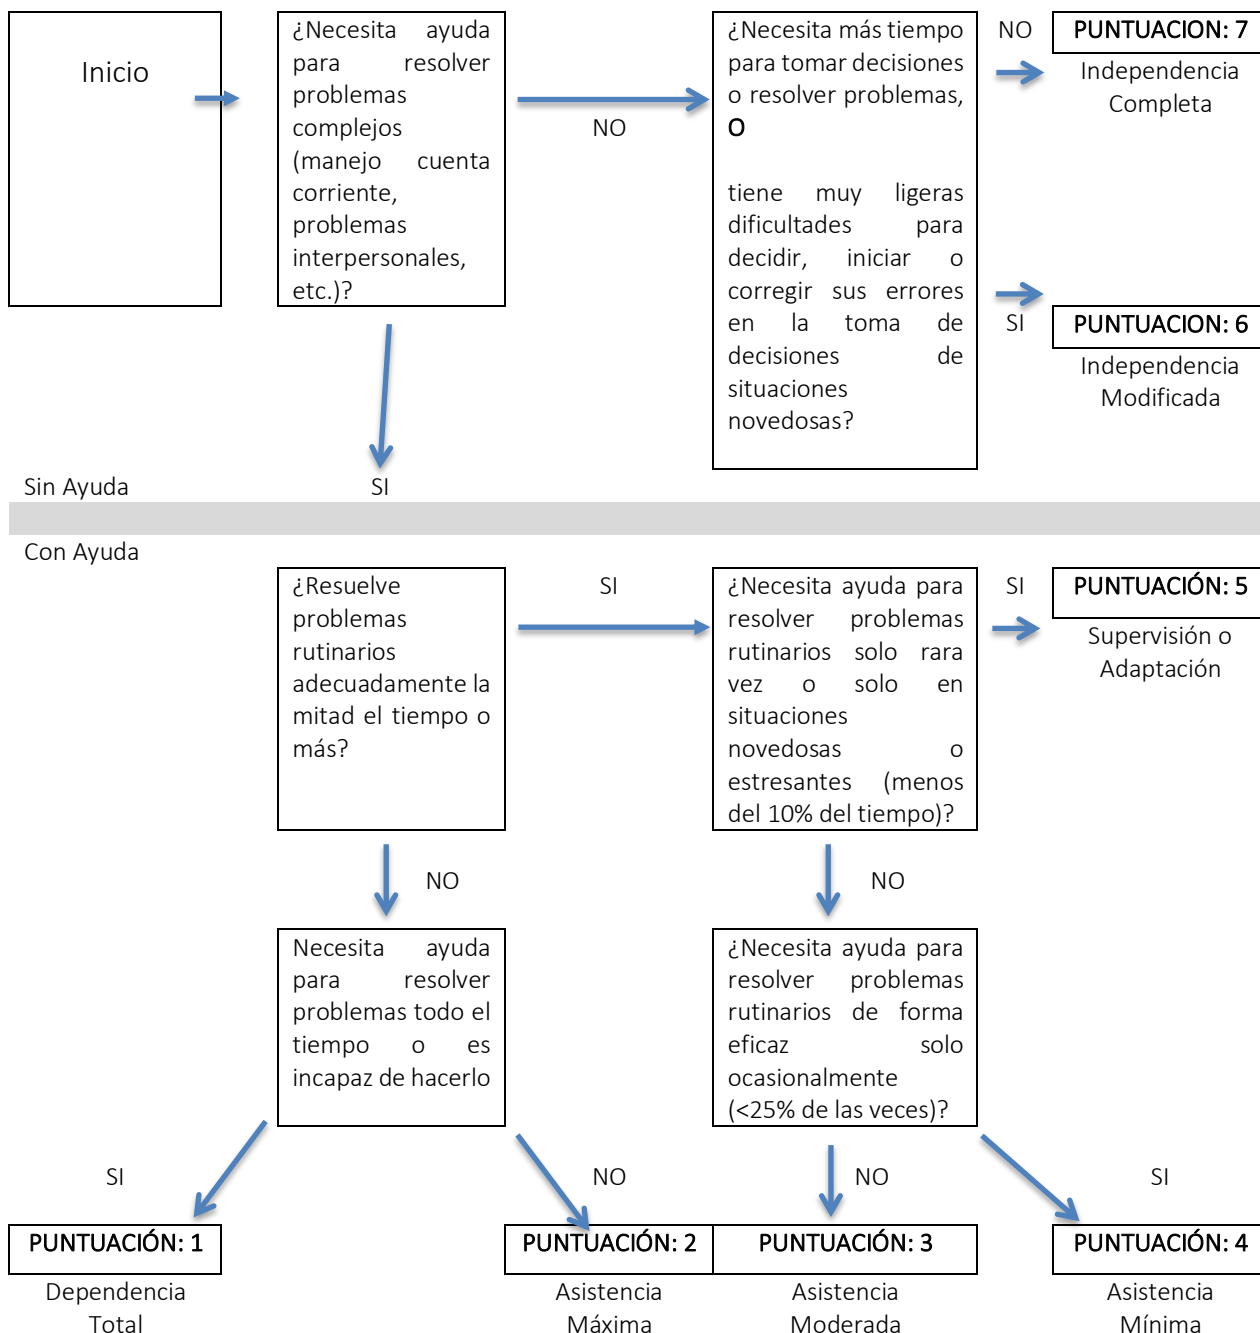 Inicio
¿Necesita ayuda
para resolver
problemas
complejos
(manejo cuenta
corriente,
problemas
interpersonales,
etc.)?
NO
¿Necesita más tiempo
para tomar decisiones
o resolver problemas,
O
tiene muy ligeras
dificultades para
decidir, iniciar o
corregir sus errores
en la toma de
decisiones de
situaciones
novedosas?
NO
PUNTUACION: 7
Independencia
Completa
SI
PUNTUACION: 6
Independencia
Modificada
Sin Ayuda
SI
Con Ayuda
¿Resuelve
problemas
rutinarios
adecuadamente la
mitad el tiempo o
más?
SI
¿Necesita ayuda para
resolver problemas
rutinarios solo rara
vez o solo en
situaciones
novedosas o
estresantes (menos
del 10% del tiempo)?
SI
PUNTUACIÓN: 5
Supervisión o
Adaptación
NO
NO
Necesita ayuda
para resolver
problemas todo el
tiempo o es
incapaz de hacerlo
¿Necesita ayuda para
resolver problemas
rutinarios de forma
eficaz solo
ocasionalmente
(<25% de las veces)?
SI
NO
NO
SI
PUNTUACIÓN: 1
Dependencia
Total
PUNTUACIÓN: 2
Asistencia
Máxima
PUNTUACIÓN: 3
Asistencia
Moderada
PUNTUACIÓN: 4
Asistencia
Mínima